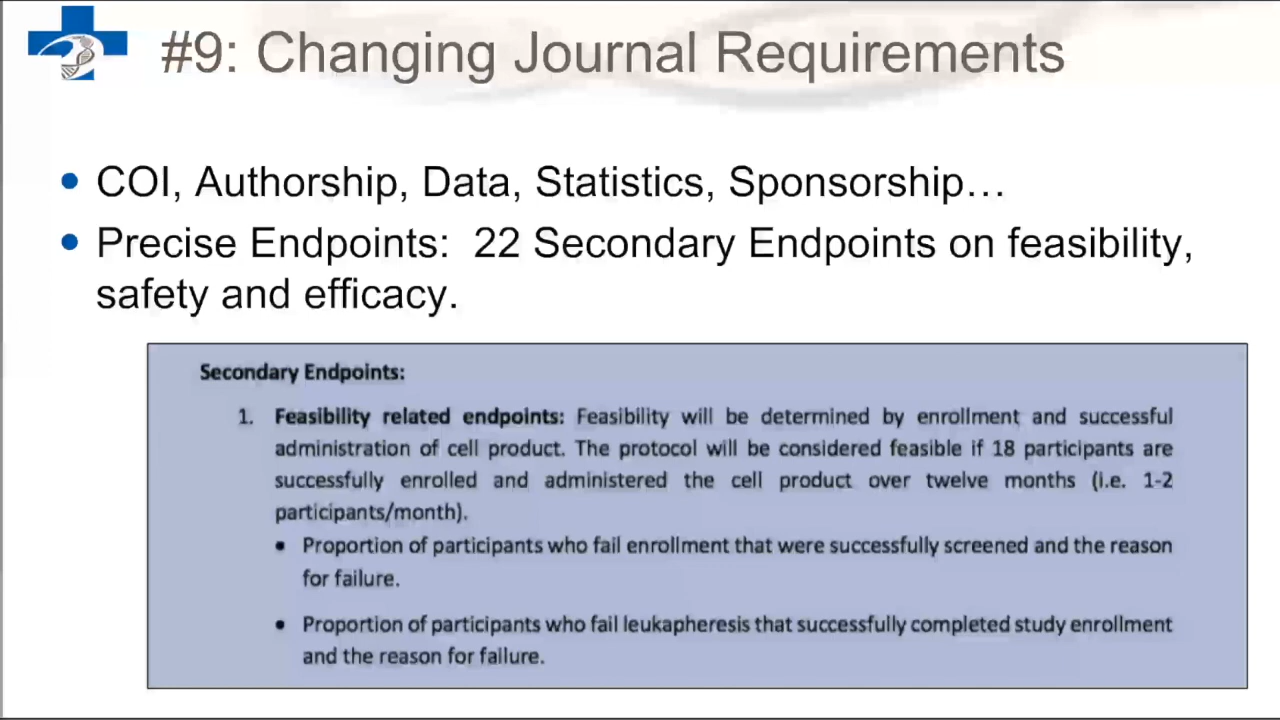 #9: Changing Journal Requirements
• COI, Authorship, Data, Statistics, Sponsorship…
• Precise Endpoints:  22 Secondary Endpoints on feasibility,
safety and efficacy.
Secondary Endpoints:
1. Feasibility related endpoints: Feasibility will be determined by enrollment and successful
administration of cell product. The protocol will be considered feasible if 18 participants are
successfully enrolled and administered the cell product over twelve months (i.e. 1-2
participants/month).
• Proportion of participants who fail enrollment that were successfully screened and the reason
for failure.
• Proportion of participants who fail leukapheresis that successfully completed study enrollment
and the reason for failure.